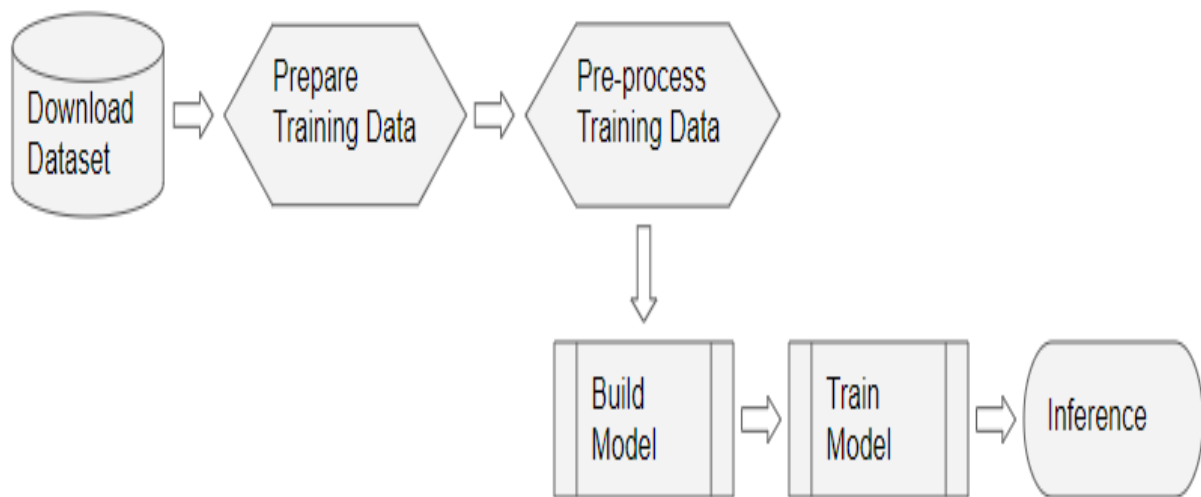 Download
Dataset
Prepare
Training Data
Pre-process
Training Data
Build
Model
Train
Model
Inference